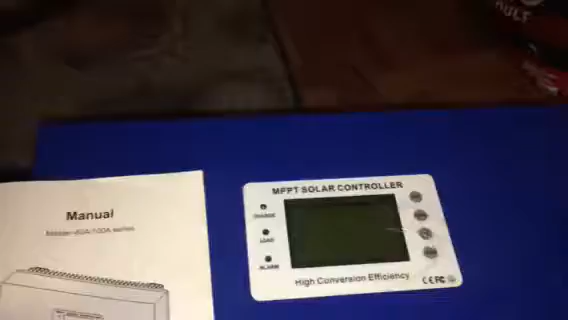 Manual
MPPT SOLAR CONTROLLER
CHARGE
LOAD
ALARM
High Conversion Efficiency
CE FC